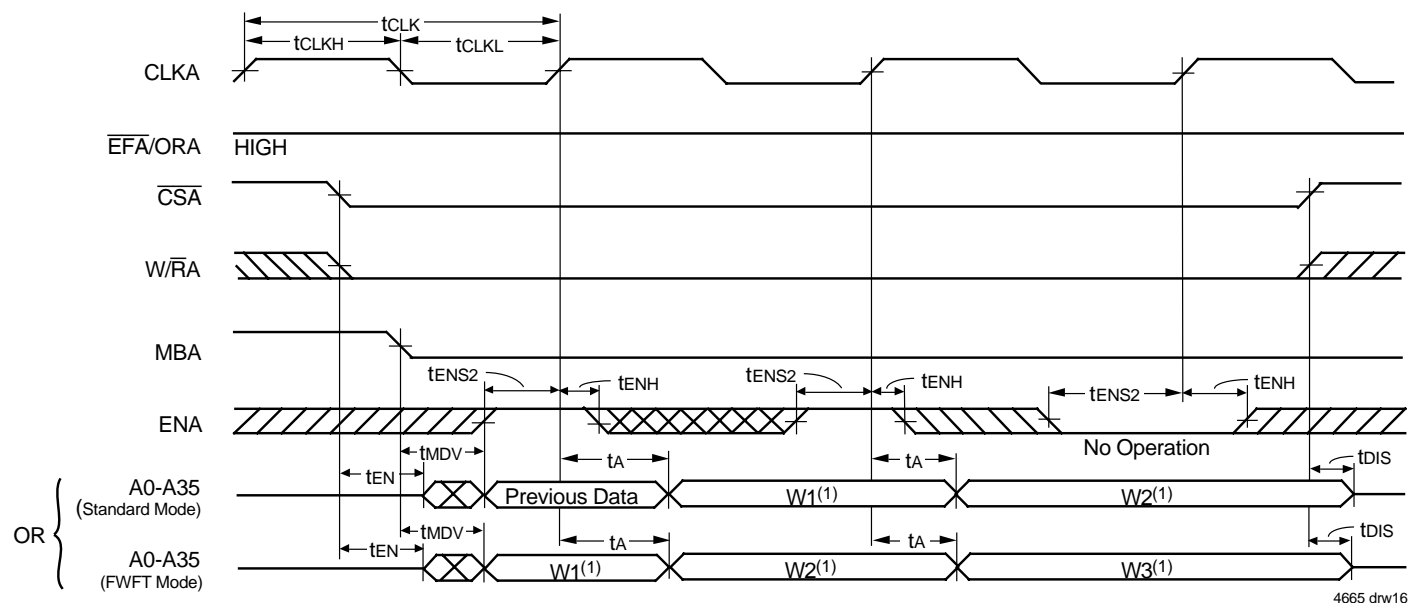 tCLK
tCLKH tCLKL
CLKA
EFA/ORA HIGH
CSA
W/RA
MBA
tENS2 tENH tENS2 tENH tENS2 tENH
ENA
No Operation
tMDV tA tA tDIS
tEN
A0-A35
(Standard Mode)
Previous Data W1(1) W2(1)
OR
tMDV tA tA tDIS
tEN
A0-A35
(FWFT Mode)
W1(1) W2(1) W3(1)
4665 drw16